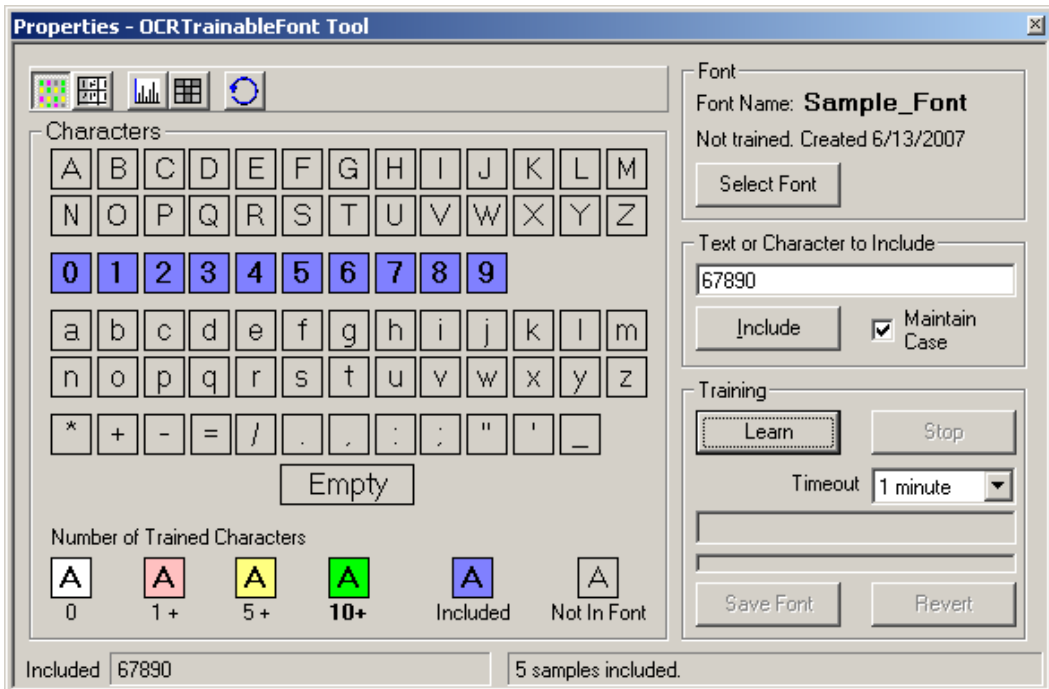 Properties - OCRTrainableFont Tool
Characters
A B C D E F G H I J K L M
N O P Q R S T U V W X Y Z
0 1 2 3 4 5 6 7 8 9
a b c d e f g h i j k l m
n o p q r s t u v w x y z
* + - = / . , : ; " ' _
Empty
Number of Trained Characters
A A A A A A
0 1 + 5 + 10+ Included Not In Font
Font
Font Name: Sample_Font
Not trained. Created 6/13/2007
Select Font
Text or Character to Include
67890
Include Maintain
Case
Training
Learn Stop
Timeout 1 minute
Save Font Revert
Included 67890 5 samples included.